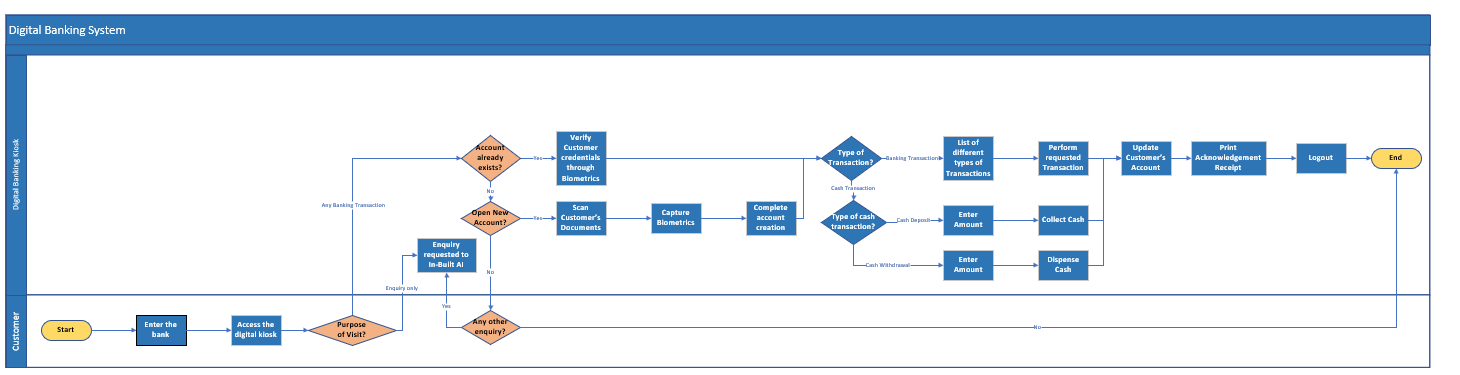 Digital Banking System
Digital Banking Kiosk
Account
already
exists?
Yes
Verify
Customer
credentials
through
Biometrics
Type of
Transaction?
Banking Transaction
List of
different
types of
Transactions
Perform
requested
Transaction
Update
Customer's
Account
Print
Acknowledgement
Receipt
Logout
End
No
Cash Transaction
Any Banking Transaction
Open New
Account?
Yes
Scan
Customer's
Documents
Capture
Biometrics
Complete
account
creation
Type of cash
transaction?
Cash Deposit
Enter
Amount
Collect Cash
Enquiry
requested to
In-Built AI
No
Cash Withdrawal
Enter
Amount
Dispense
Cash
Enquiry only
Yes
Customer
Start
Enter the
bank
Access the
digital kiosk
Purpose
of Visit?
Any other
enquiry?
No